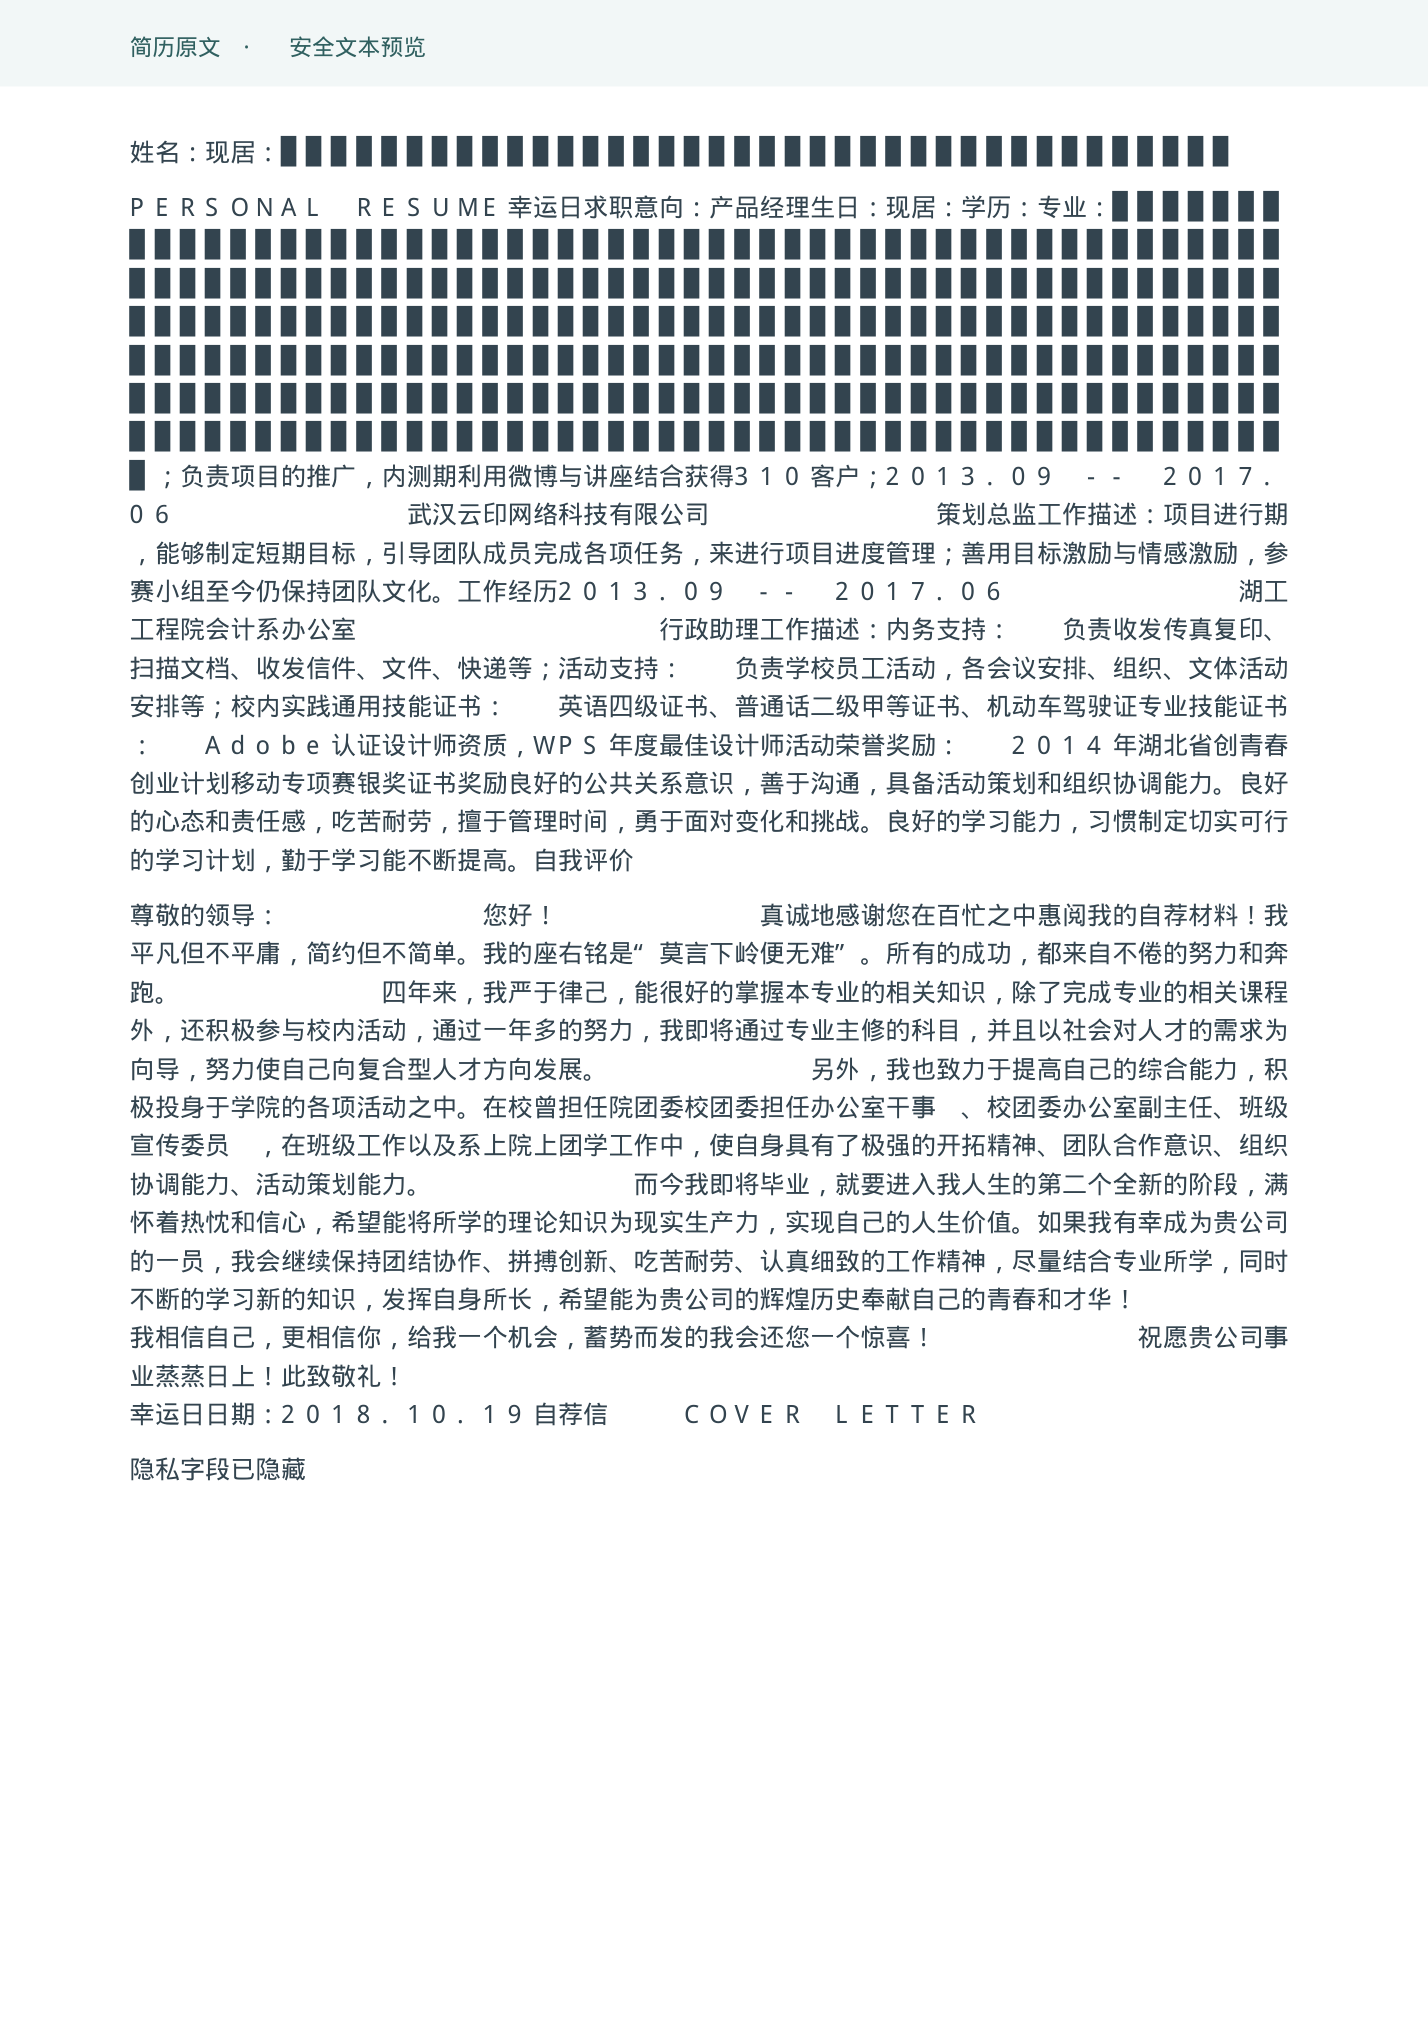 简历原文 · 安全文本预览
姓名：现居：
PERSONAL RESUME幸运日求职意向：产品经理生日：现居：学历：专业：
；负责项目的推广，内测期利用微博与讲座结合获得310客户；2013.09 -- 2017.
06 武汉云印网络科技有限公司 策划总监工作描述：项目进行期
，能够制定短期目标，引导团队成员完成各项任务，来进行项目进度管理；善用目标激励与情感激励，参
赛小组至今仍保持团队文化。工作经历2013.09 -- 2017.06 湖工
工程院会计系办公室 行政助理工作描述：内务支持： 负责收发传真复印、
扫描文档、收发信件、文件、快递等；活动支持： 负责学校员工活动，各会议安排、组织、文体活动
安排等；校内实践通用技能证书： 英语四级证书、普通话二级甲等证书、机动车驾驶证专业技能证书
： Adobe认证设计师资质，WPS年度最佳设计师活动荣誉奖励： 2014年湖北省创青春
创业计划移动专项赛银奖证书奖励良好的公共关系意识，善于沟通，具备活动策划和组织协调能力。良好
的心态和责任感，吃苦耐劳，擅于管理时间，勇于面对变化和挑战。良好的学习能力，习惯制定切实可行
的学习计划，勤于学习能不断提高。自我评价
尊敬的领导： 您好！ 真诚地感谢您在百忙之中惠阅我的自荐材料！我
平凡但不平庸，简约但不简单。我的座右铭是“莫言下岭便无难”。所有的成功，都来自不倦的努力和奔
跑。 四年来，我严于律己，能很好的掌握本专业的相关知识，除了完成专业的相关课程
外，还积极参与校内活动，通过一年多的努力，我即将通过专业主修的科目，并且以社会对人才的需求为
向导，努力使自己向复合型人才方向发展。 另外，我也致力于提高自己的综合能力，积
极投身于学院的各项活动之中。在校曾担任院团委校团委担任办公室干事 、校团委办公室副主任、班级
宣传委员 ，在班级工作以及系上院上团学工作中，使自身具有了极强的开拓精神、团队合作意识、组织
协调能力、活动策划能力。 而今我即将毕业，就要进入我人生的第二个全新的阶段，满
怀着热忱和信心，希望能将所学的理论知识为现实生产力，实现自己的人生价值。如果我有幸成为贵公司
的一员，我会继续保持团结协作、拼搏创新、吃苦耐劳、认真细致的工作精神，尽量结合专业所学，同时
不断的学习新的知识，发挥自身所长，希望能为贵公司的辉煌历史奉献自己的青春和才华！
我相信自己，更相信你，给我一个机会，蓄势而发的我会还您一个惊喜！ 祝愿贵公司事
业蒸蒸日上！此致敬礼！
幸运日日期：2018.10.19自荐信 COVER LETTER
隐私字段已隐藏